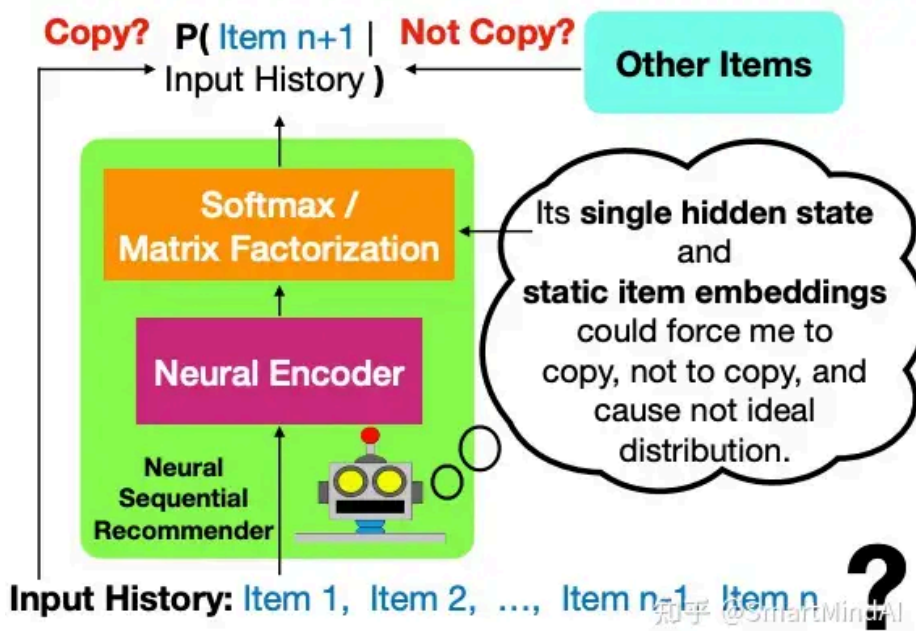 Copy? P( Item n+1 | Not Copy?
Input History )
Other Items
Softmax /
Matrix Factorization
Its single hidden state
and
static item embeddings
could force me to
copy, not to copy, and
cause not ideal
distribution.
Neural Encoder
Neural
Sequential
Recommender
Input History: Item 1, Item 2, ..., Item n-1, Item n ?
知乎 @SmartMindAI